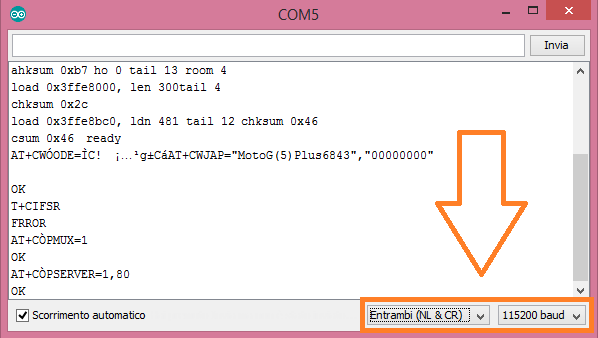 COM5
Invia
ahksum 0xb7 ho 0 tail 13 room 4
load 0x3ffe8000, len 300tail 4
chksum 0x2c
load 0x3ffe8bc0, ldn 481 tail 12 chksum 0x46
csum 0x46 ready
AT+CWÓODE=ÌC! ¡…¹g±CáAT+CWJAP="MotoG(5)Plus6843","00000000"
OK
T+CIFSR
FRROR
AT+CÒPMUX=1
OK
AT+CÒPSERVER=1,80
OK
Scorrimento automatico
Entrambi (NL & CR)
115200 baud